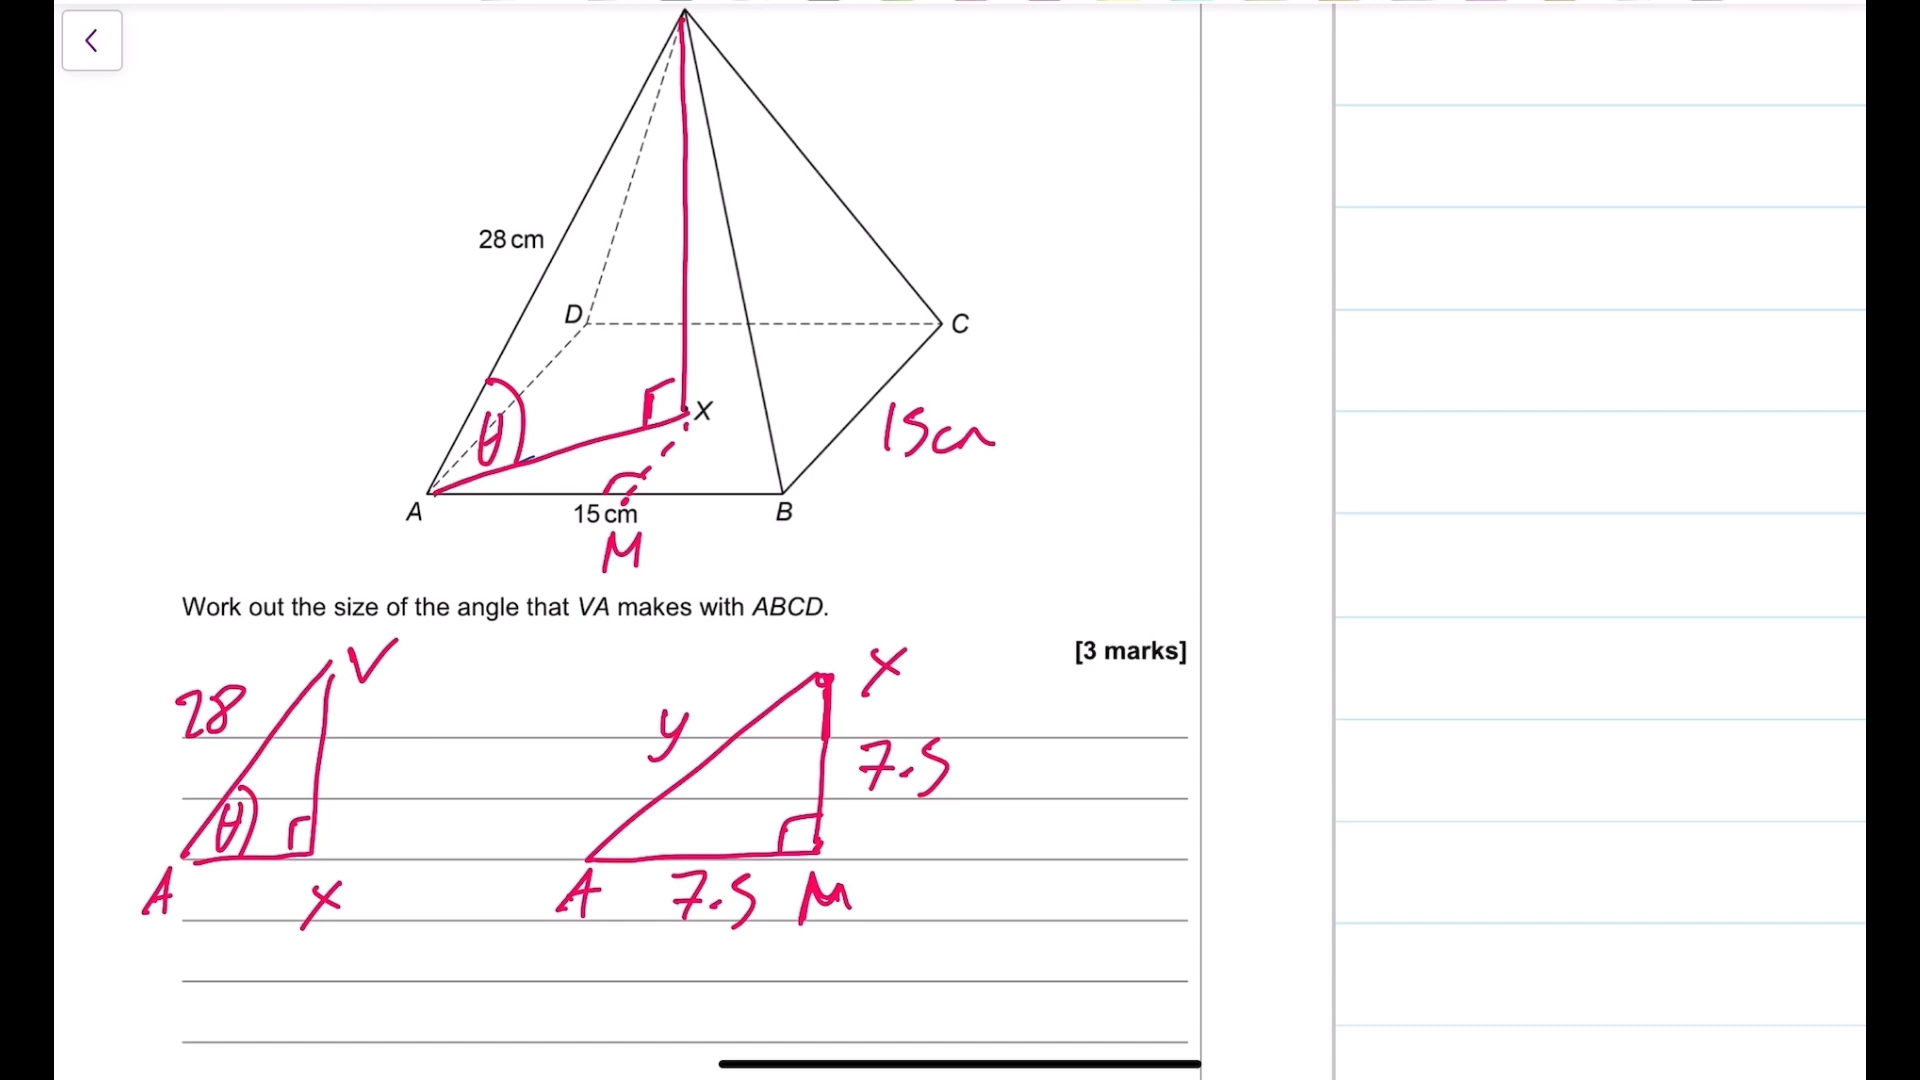 28 cm
D
C
θ
X
15cm
A
15 cm
B
M
Work out the size of the angle that VA makes with ABCD.
[3 marks]
V
X
28
y
7.5
θ
A
X
A
7.5
M